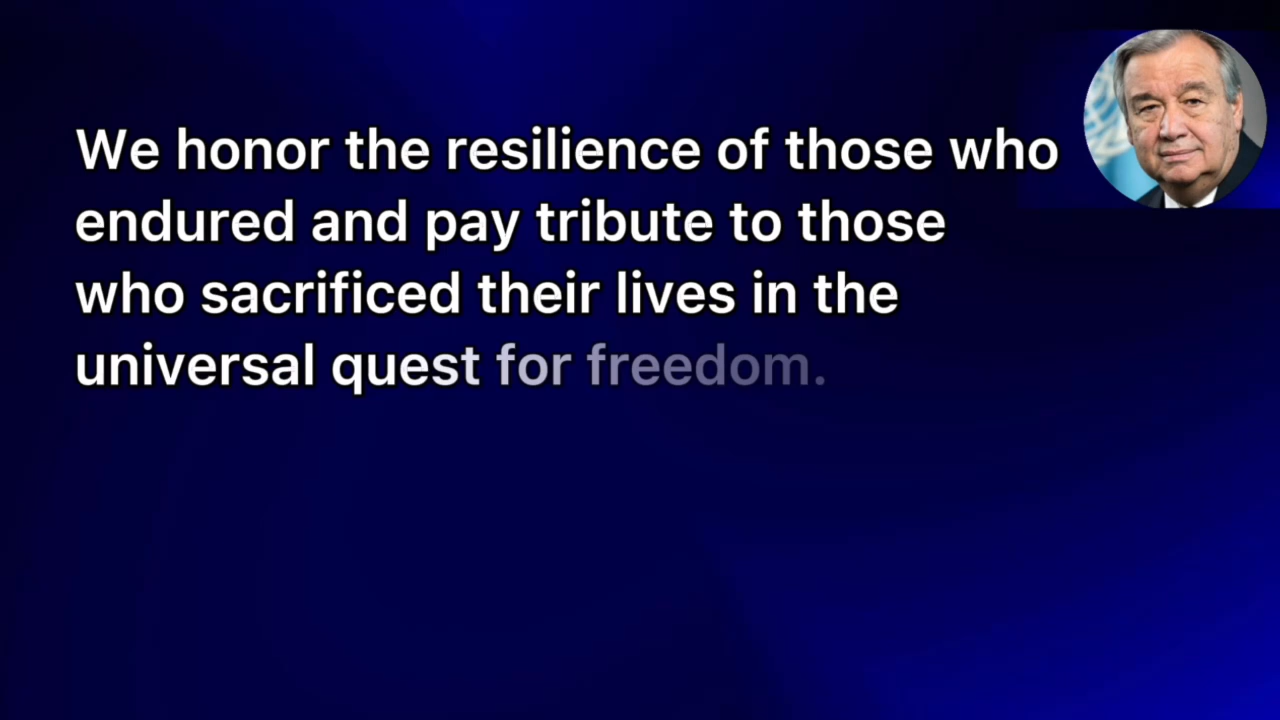 We honor the resilience of those who
endured and pay tribute to those
who sacrificed their lives in the
universal quest for freedom.